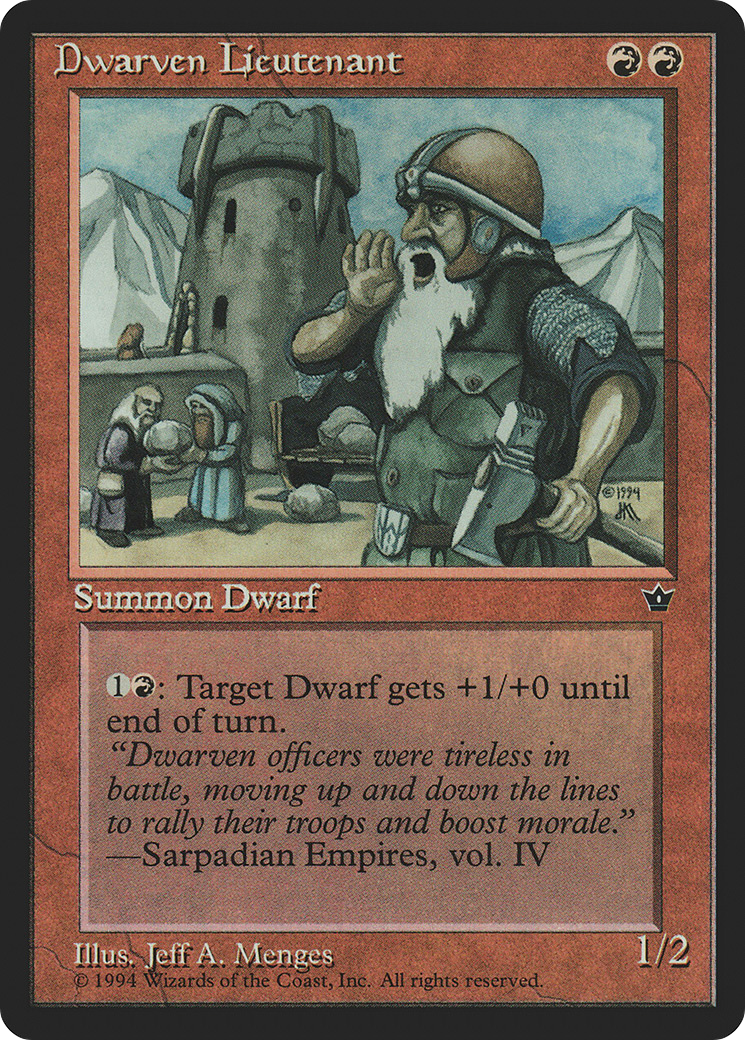 Dwarven Lieutenant
© 1994
JAM
Summon Dwarf
1: Target Dwarf gets +1/+0 until
end of turn.
“Dwarven officers were tireless in
battle, moving up and down the lines
to rally their troops and boost morale.”
—Sarpadian Empires, vol. IV
Illus. Jeff A. Menges
1/2
© 1994 Wizards of the Coast, Inc. All rights reserved.